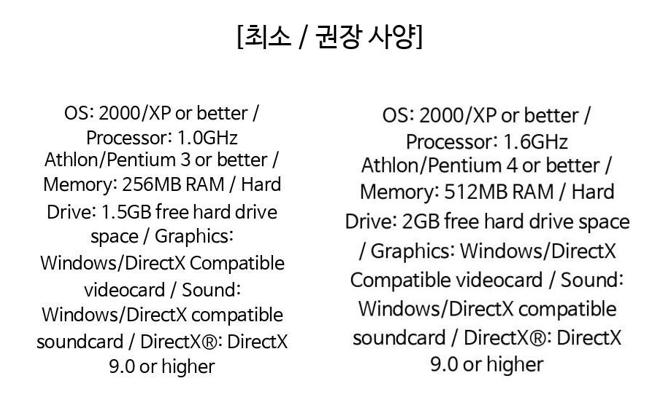 [최소 / 권장 사양]
OS: 2000/XP or better /
Processor: 1.0GHz
Athlon/Pentium 3 or better /
Memory: 256MB RAM / Hard
Drive: 1.5GB free hard drive
space / Graphics:
Windows/DirectX Compatible
videocard / Sound:
Windows/DirectX compatible
soundcard / DirectX®: DirectX
9.0 or higher
OS: 2000/XP or better /
Processor: 1.6GHz
Athlon/Pentium 4 or better /
Memory: 512MB RAM / Hard
Drive: 2GB free hard drive space
/ Graphics: Windows/DirectX
Compatible videocard / Sound:
Windows/DirectX compatible
soundcard / DirectX®: DirectX
9.0 or higher